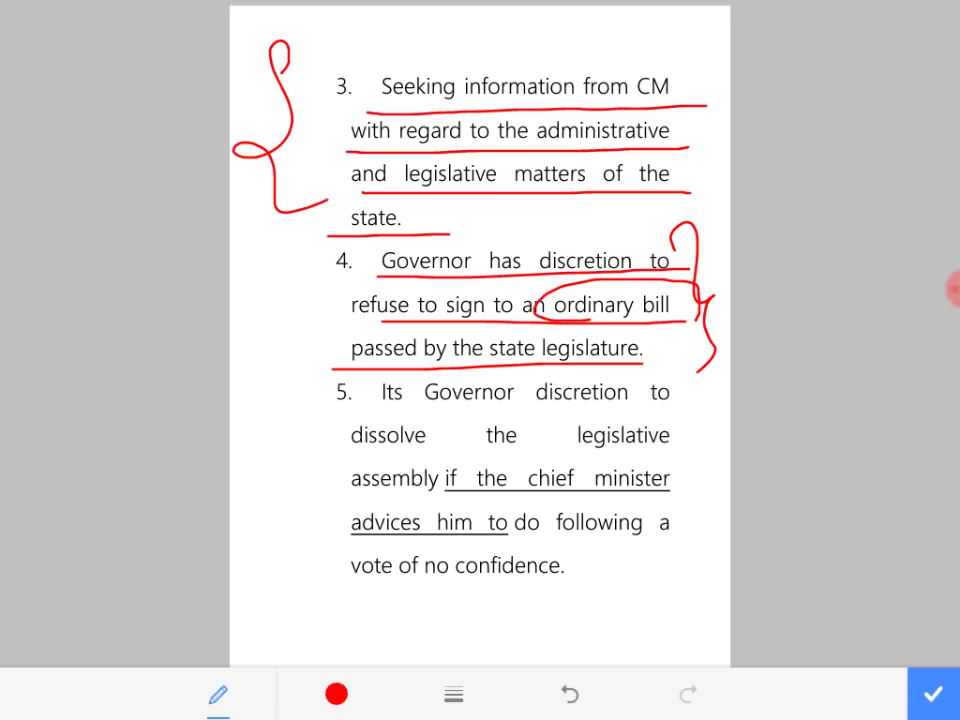 3. Seeking information from CM
with regard to the administrative
and legislative matters of the
state.
4. Governor has discretion to
refuse to sign to an ordinary bill
passed by the state legislature.
5. Its Governor discretion to
dissolve the legislative
assembly if the chief minister
advices him to do following a
vote of no confidence.